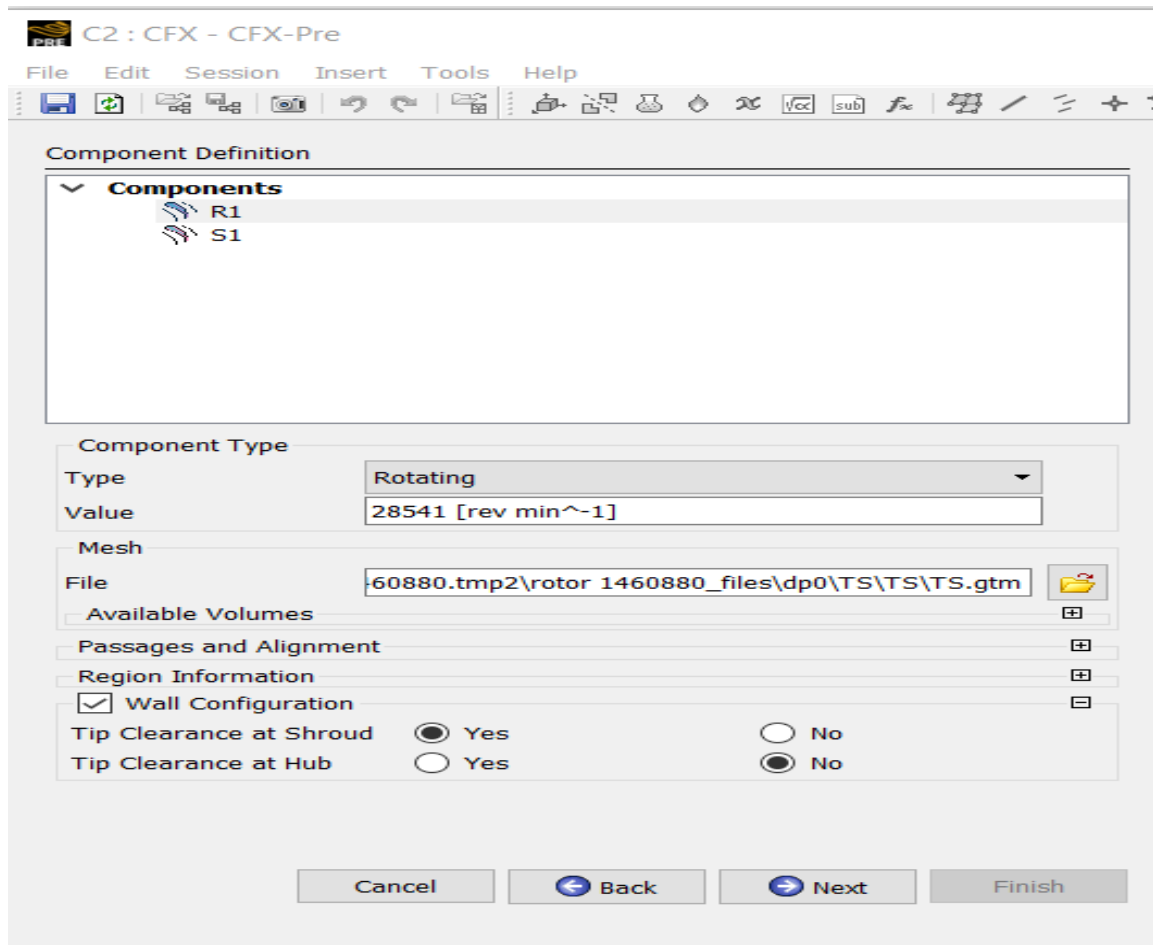 C2 : CFX - CFX-Pre
File Edit Session Insert Tools Help
Component Definition
Components
R1
S1
Component Type
Type Rotating
Value 28541 [rev min^-1]
Mesh
File 60880.tmp2\rotor 1460880_files\dp0\TS\TS\TS.gtm
Available Volumes
Passages and Alignment
Region Information
Wall Configuration
Tip Clearance at Shroud Yes No
Tip Clearance at Hub Yes No
Cancel Back Next Finish